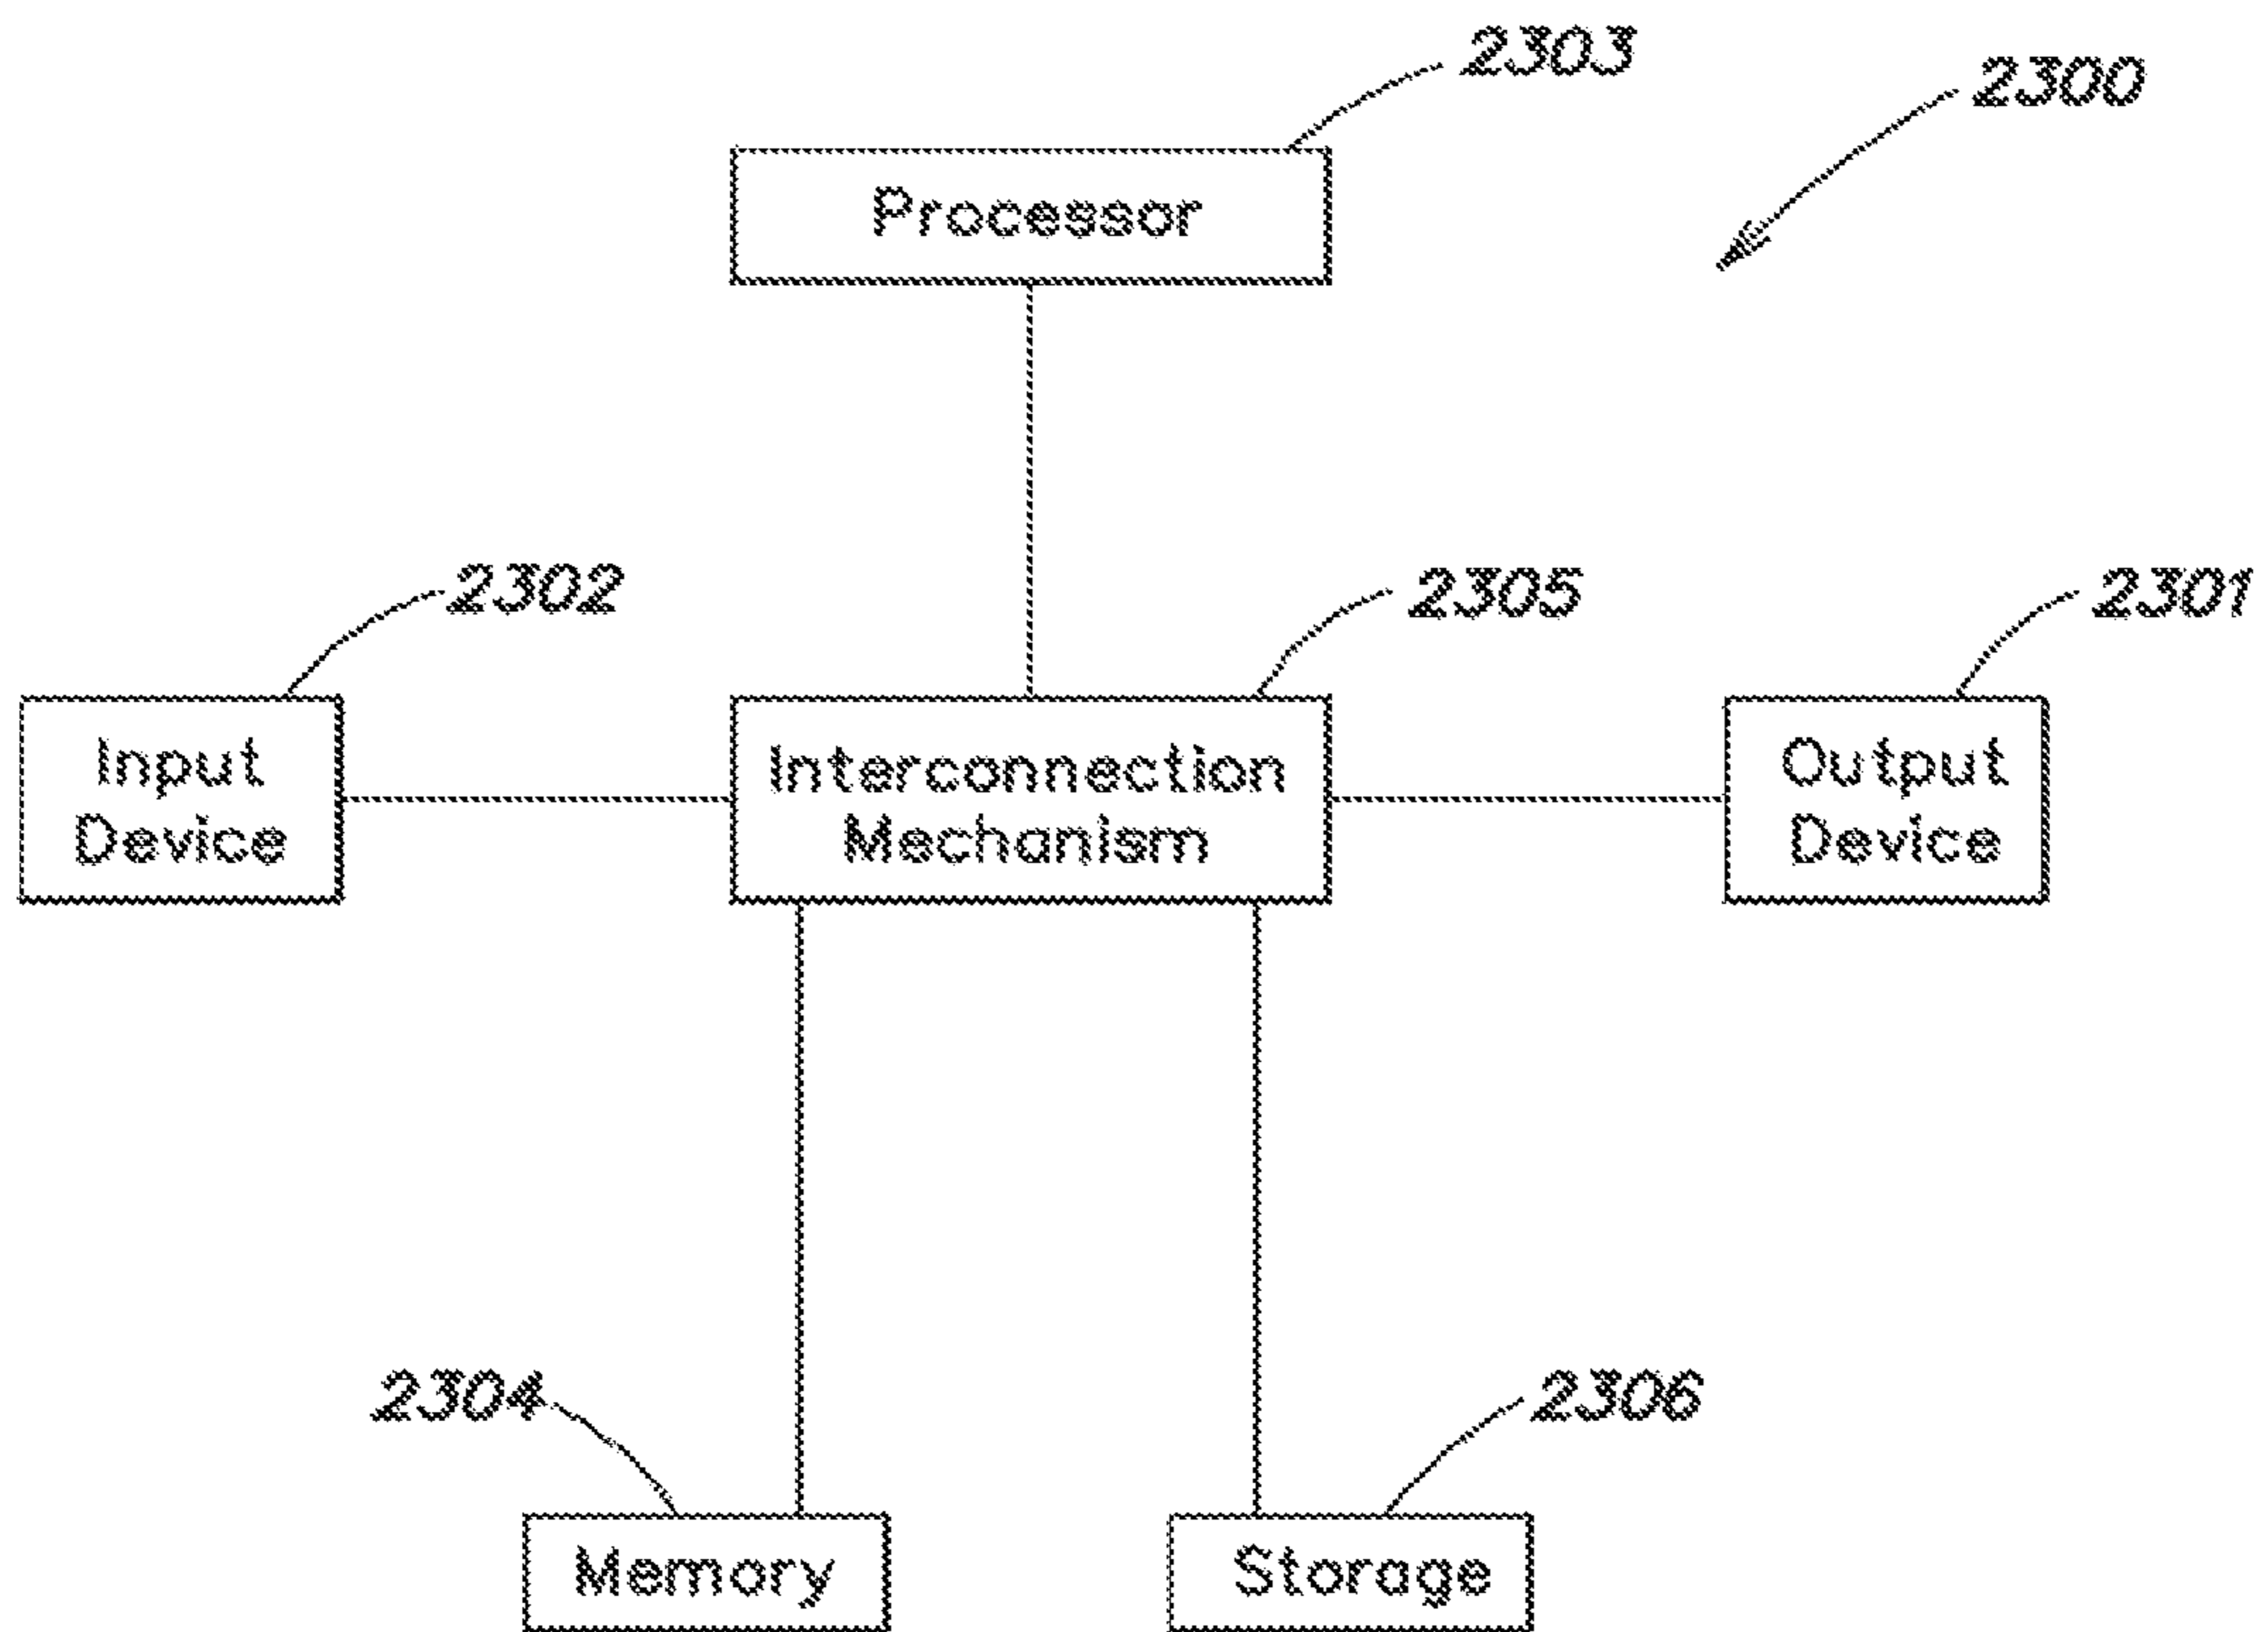 2303
2300
Processor
2302
2305
2301
Input
Device
Interconnection
Mechanism
Output
Device
2304
2306
Memory
Storage